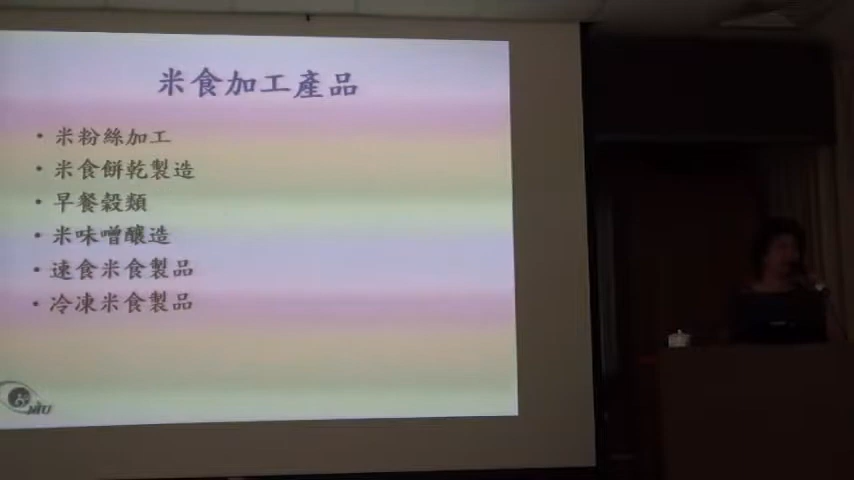 米食加工產品
• 米粉絲加工
• 米食餅乾製造
• 早餐穀類
• 米味噌釀造
• 速食米食製品
• 冷凍米食製品
NIU